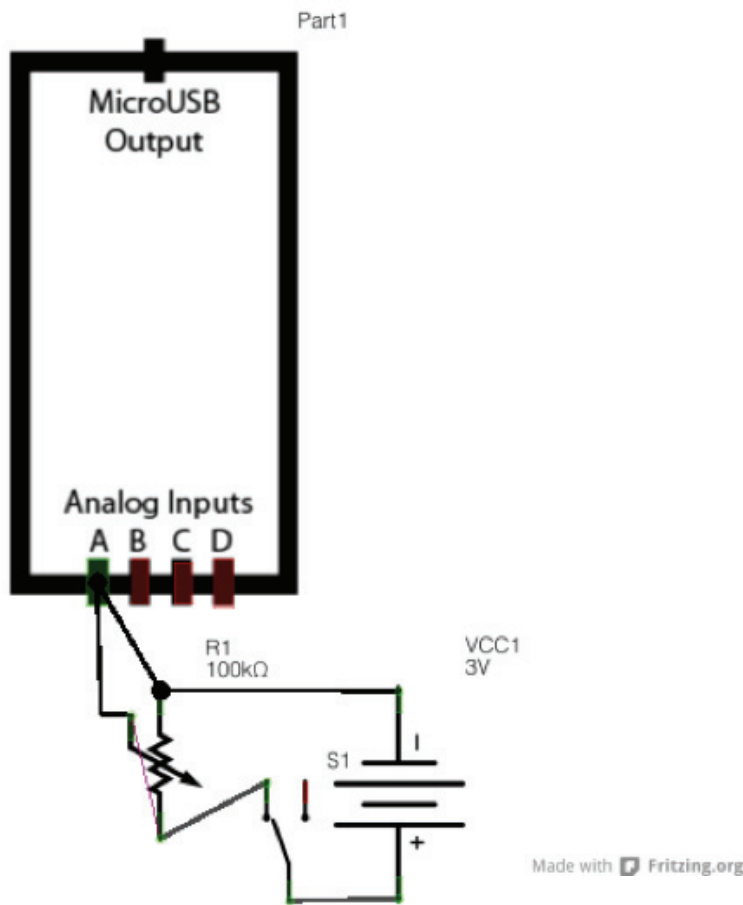 Part1
MicroUSB
Output
Analog Inputs
A B C D
R1
100kΩ
VCC1
3V
S1
Made with Fritzing.org